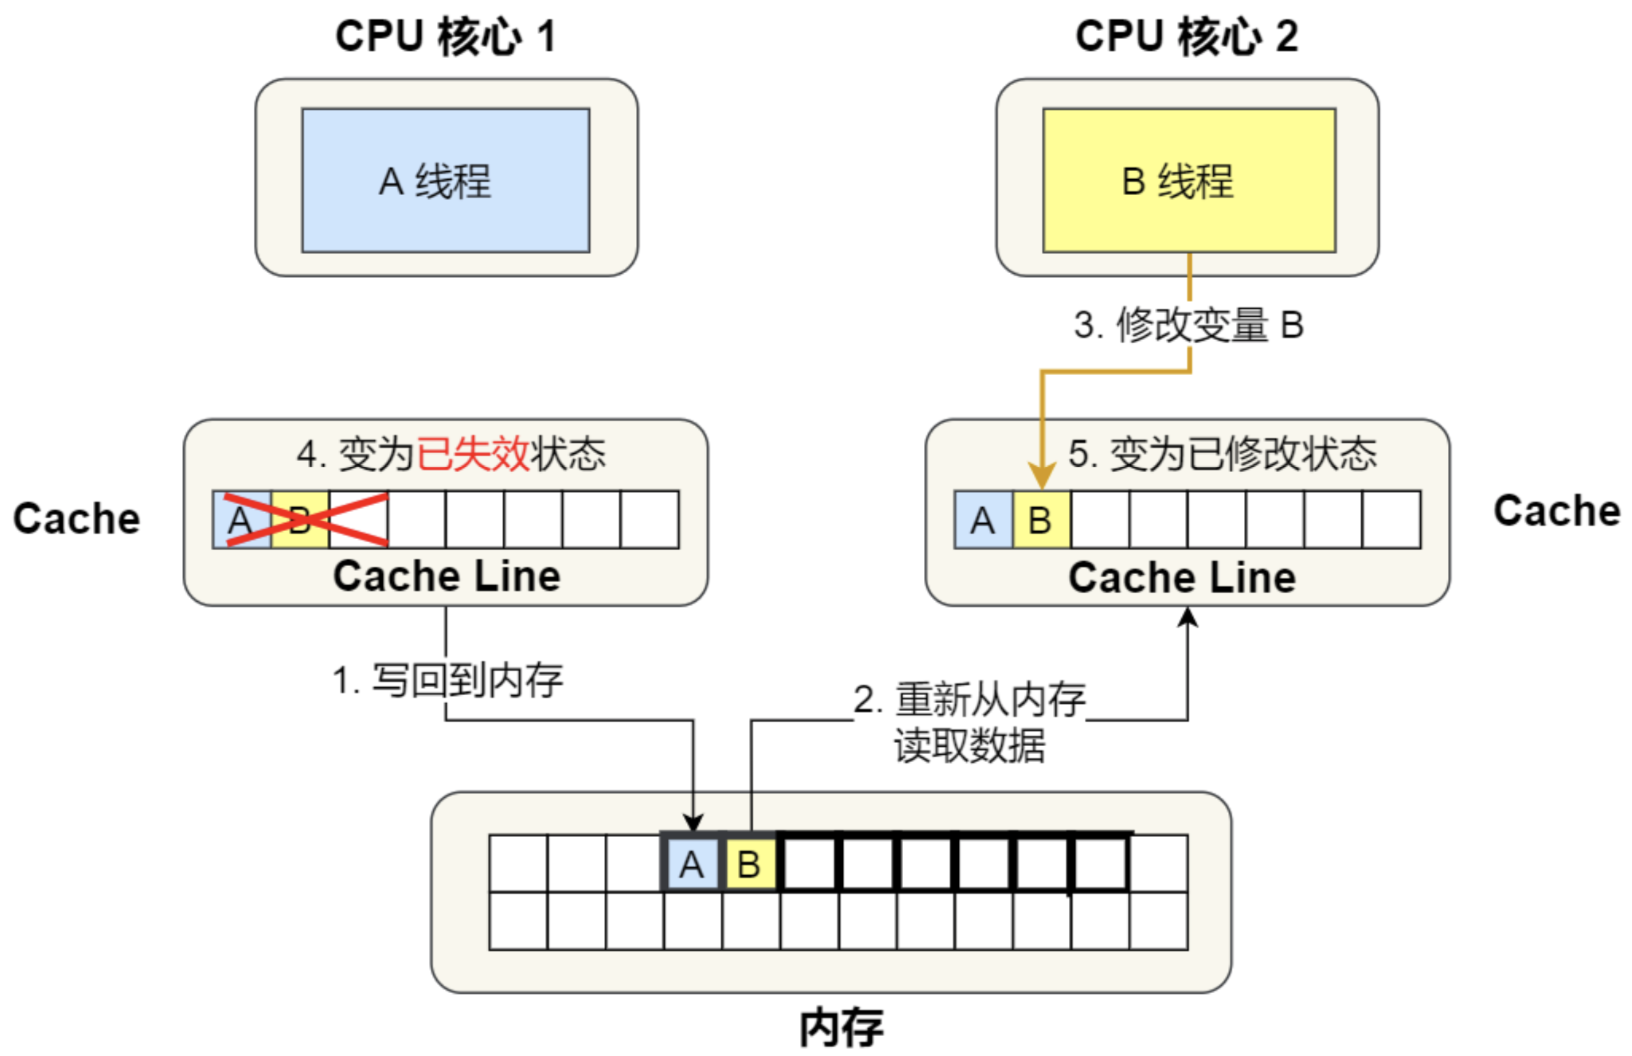 CPU 核心 1
CPU 核心 2
A 线程
B 线程
3. 修改变量 B
4. 变为已失效状态
5. 变为已修改状态
Cache
A B
A B
Cache
Cache Line
Cache Line
1. 写回到内存
2. 重新从内存
读取数据
A B
内存